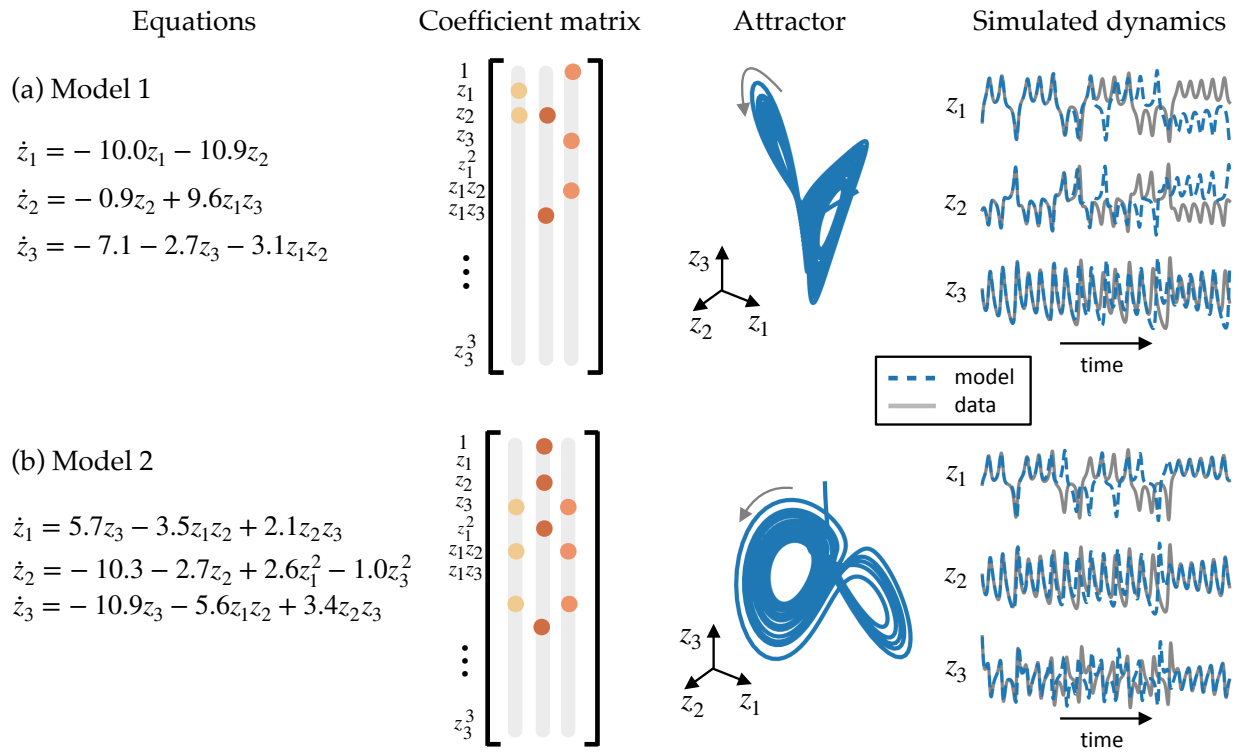 Equations Coefficient matrix Attractor Simulated dynamics
(a) Model 1
ż₁ = − 10.0z₁ − 10.9z₂
ż₂ = − 0.9z₂ + 9.6z₁z₃
ż₃ = − 7.1 − 2.7z₃ − 3.1z₁z₂
1
z₁
z₂
z₃
z₁²
z₁z₂
z₁z₃
⋮
z₃³
z₃
z₂ z₁
z₁
z₂
z₃
time
model
data
(b) Model 2
ż₁ = 5.7z₃ − 3.5z₁z₂ + 2.1z₂z₃
ż₂ = − 10.3 − 2.7z₂ + 2.6z₁² − 1.0z₃²
ż₃ = − 10.9z₃ − 5.6z₁z₂ + 3.4z₂z₃
1
z₁
z₂
z₃
z₁²
z₁z₂
z₁z₃
⋮
z₃³
z₃
z₂ z₁
z₁
z₂
z₃
time